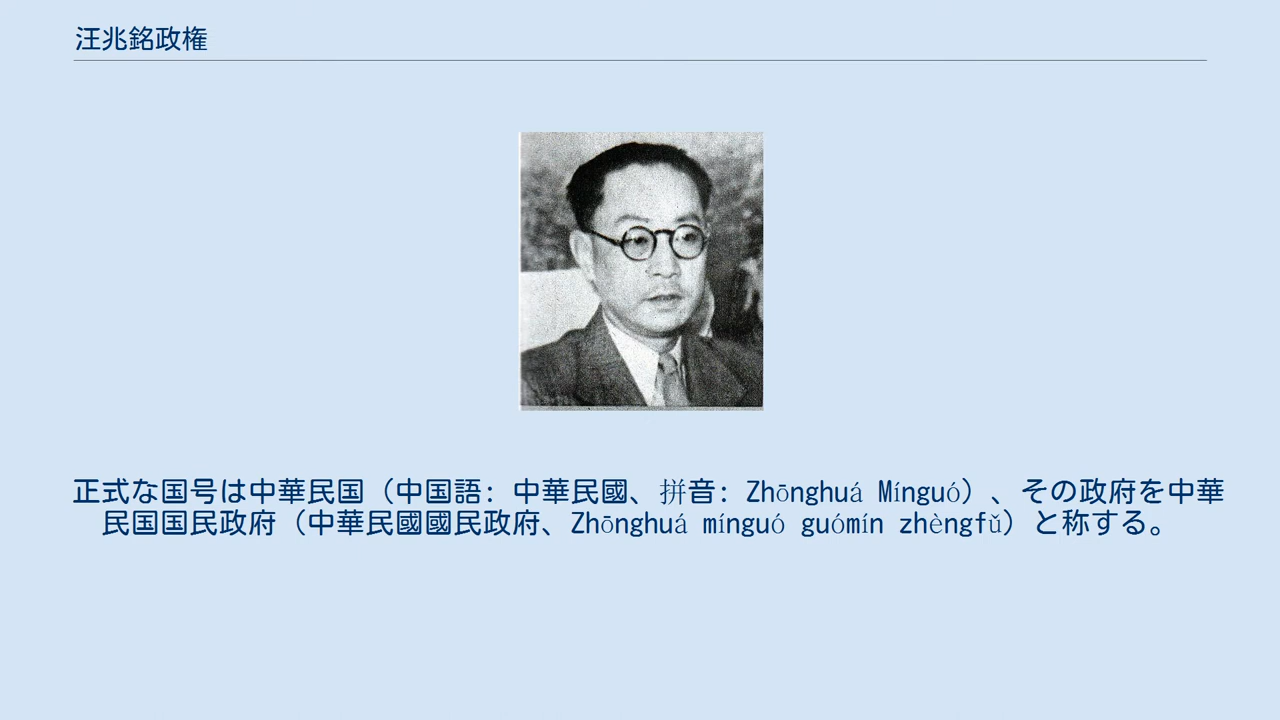 汪兆銘政権
正式な国号は中華民国（中国語: 中華民國、拼音: Zhōnghuá Mínguó）、その政府を中華
民国国民政府（中華民國國民政府、Zhōnghuá mínguó guómín zhèngfǔ）と称する。